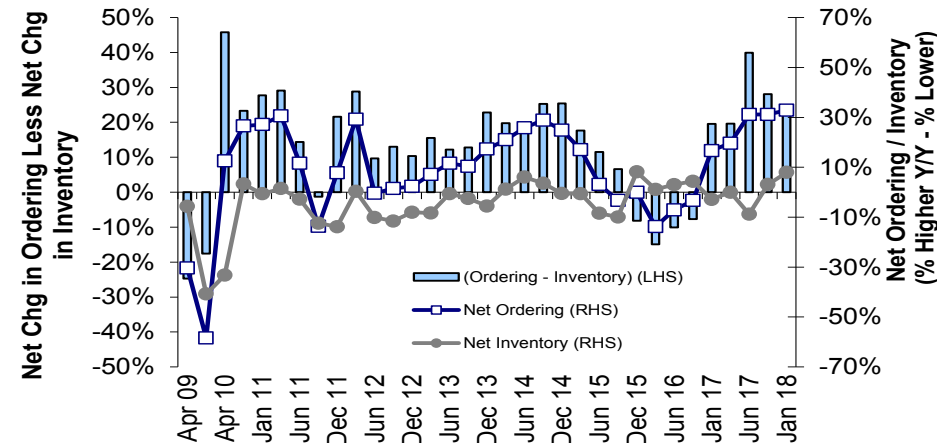 Net Chg in Ordering Less Net Chg
in Inventory
50%
40%
30%
20%
10%
0%
-10%
-20%
-30%
-40%
-50%
(Ordering - Inventory) (LHS)
Net Ordering (RHS)
Net Inventory (RHS)
70%
50%
30%
10%
-10%
-30%
-50%
-70%
Net Ordering / Inventory
(% Higher Y/Y - % Lower)
Apr 09
Apr 10
Jan 11
Jun 11
Dec 11
Jun 12
Dec 12
Jun 13
Dec 13
Jun 14
Dec 14
Jun 15
Dec 15
Jun 16
Jan 17
Jun 17
Jan 18